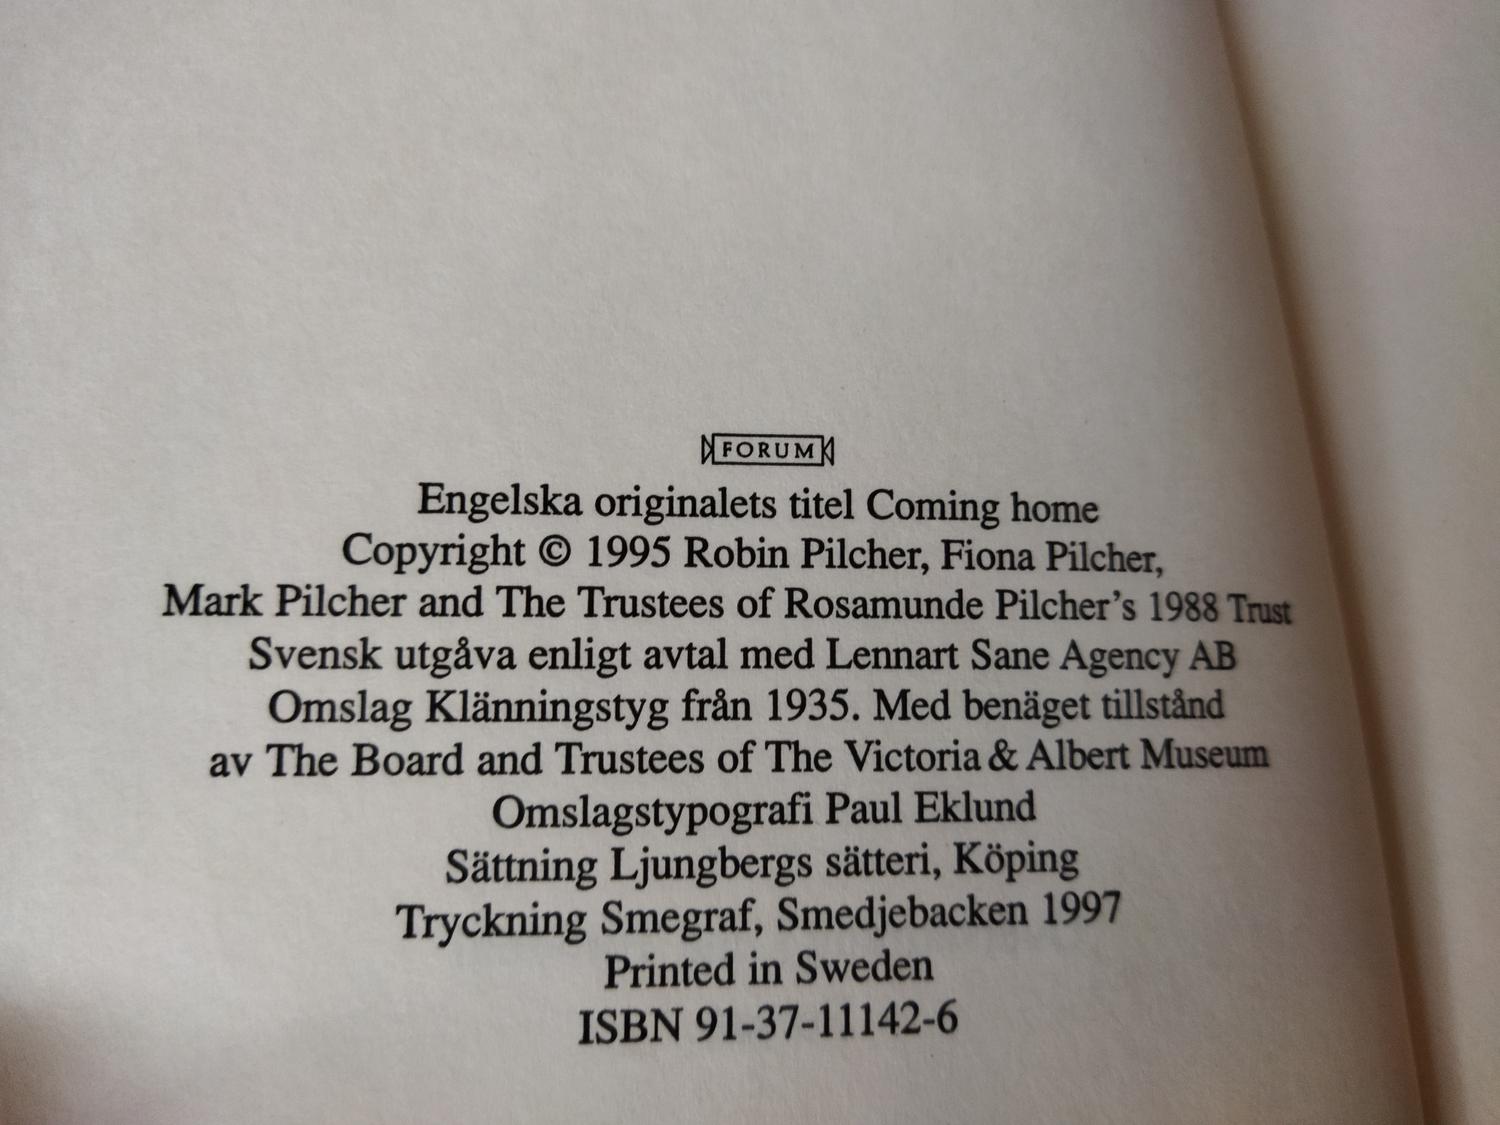 FORUM
Engelska originalets titel Coming home
Copyright © 1995 Robin Pilcher, Fiona Pilcher,
Mark Pilcher and The Trustees of Rosamunde Pilcher's 1988 Trust
Svensk utgåva enligt avtal med Lennart Sane Agency AB
Omslag Klänningstyg från 1935. Med benäget tillstånd
av The Board and Trustees of The Victoria & Albert Museum
Omslagstypografi Paul Eklund
Sättning Ljungbergs sätteri, Köping
Tryckning Smegraf, Smedjebacken 1997
Printed in Sweden
ISBN 91-37-11142-6